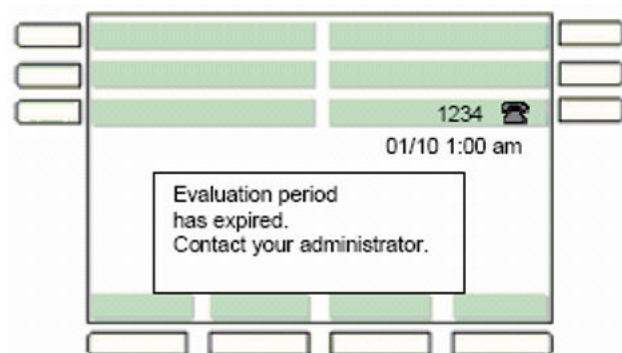 1234
01/10 1:00 am
Evaluation period
has expired.
Contact your administrator.